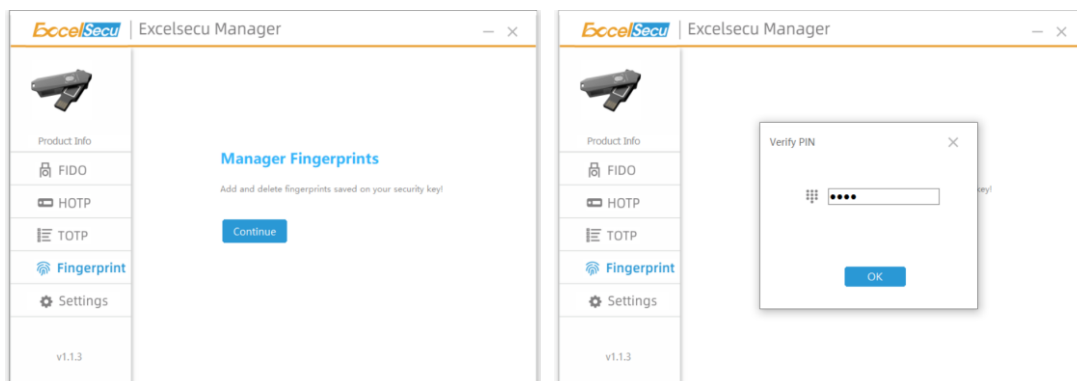 ExcelSecu Excelsecu Manager
Product Info
FIDO
HOTP
TOTP
Fingerprint
Settings
v1.1.3
Manager Fingerprints
Add and delete fingerprints saved on your security key!
Continue
ExcelSecu Excelsecu Manager
Product Info
FIDO
HOTP
TOTP
Fingerprint
Settings
v1.1.3
Verify PIN
key!
OK